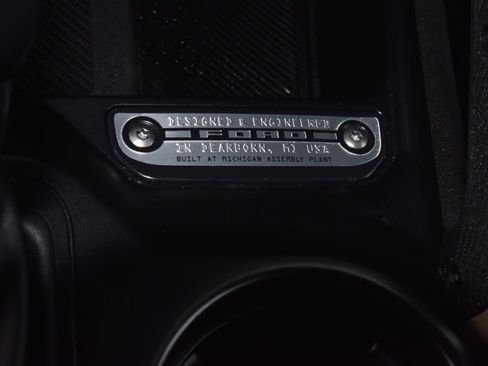 DESIGNED & ENGINEERED
FORD
IN DEARBORN, MI USA
BUILT AT MICHIGAN ASSEMBLY PLANT